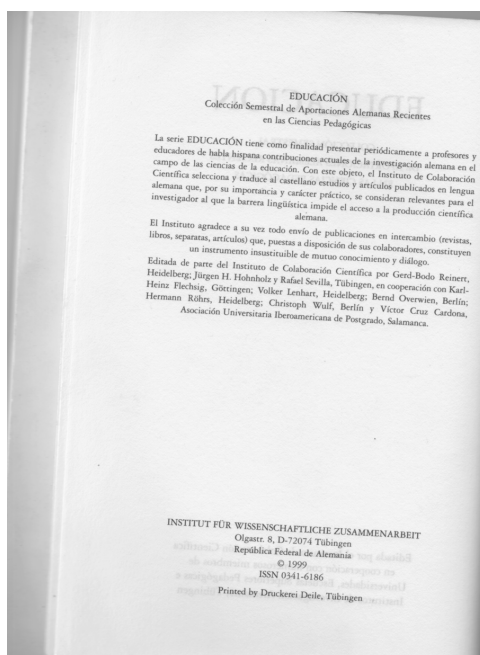 EDUCACIÓN
Colección Semestral de Aportaciones Alemanas Recientes
en las Ciencias Pedagógicas
La serie EDUCACIÓN tiene como finalidad presentar periódicamente a profesores y
educadores de habla hispana contribuciones actuales de la investigación alemana en el
campo de las ciencias de la educación. Con este objeto, el Instituto de Colaboración
Científica selecciona y traduce al castellano estudios y artículos publicados en lengua
alemana que, por su importancia y carácter práctico, se consideran relevantes para el
investigador al que la barrera lingüística impide el acceso a la producción científica
alemana.
El Instituto agradece a su vez todo envío de publicaciones en intercambio (revistas,
libros, separatas, artículos) que, puestas a disposición de sus colaboradores, constituyen
un instrumento insustituible de mutuo conocimiento y diálogo.
Editada de parte del Instituto de Colaboración Científica por Gerd-Bodo Reinert,
Heidelberg; Jürgen H. Hohnholz y Rafael Sevilla, Tübingen, en cooperación con Karl-
Heinz Flechsig, Göttingen; Volker Lenhart, Heidelberg; Bernd Overwien, Berlín;
Hermann Röhrs, Heidelberg; Christoph Wulf, Berlín y Víctor Cruz Cardona,
Asociación Universitaria Iberoamericana de Postgrado, Salamanca.
INSTITUT FÜR WISSENSCHAFTLICHE ZUSAMMENARBEIT
Olgastr. 8, D-72074 Tübingen
República Federal de Alemania
© 1999
ISSN 0341-6186
Printed by Druckerei Deile, Tübingen